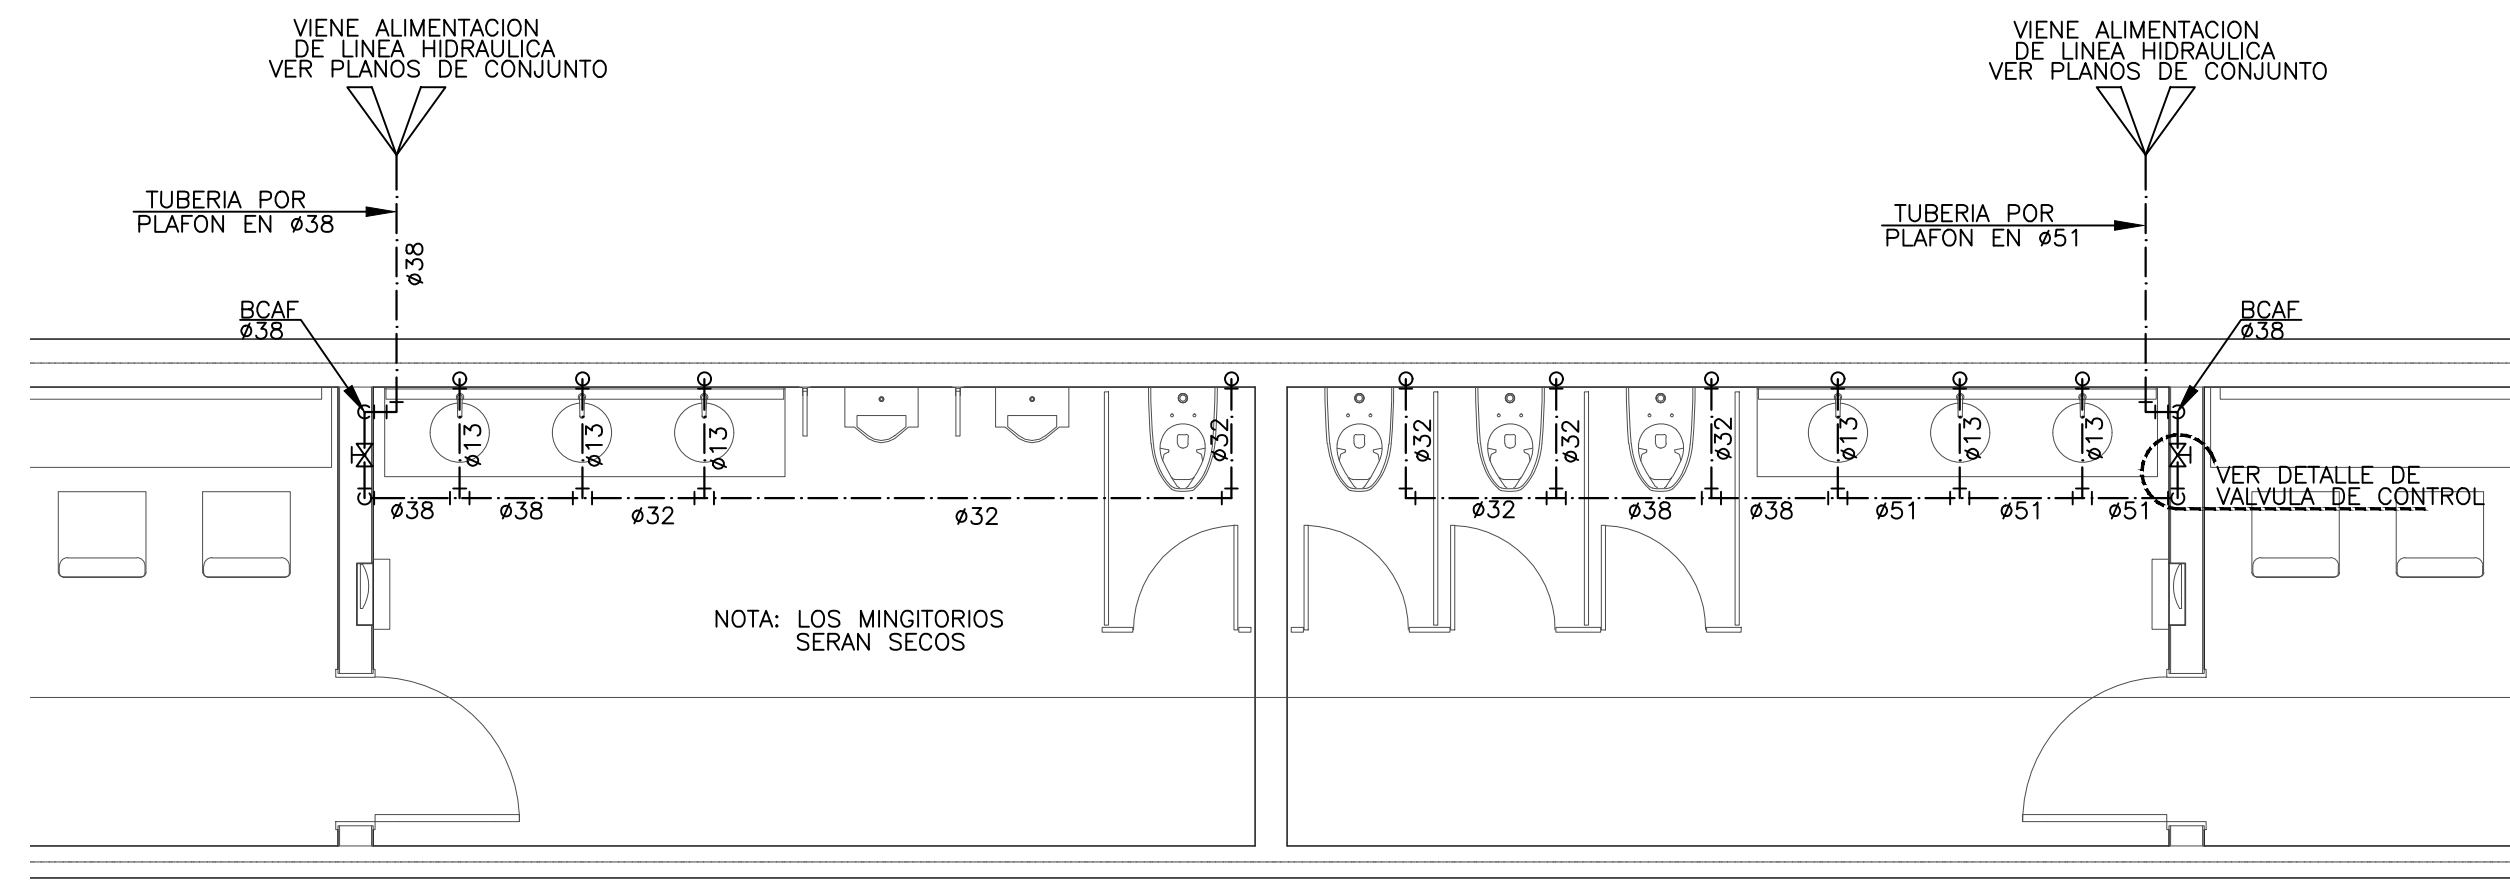 VIENE ALIMENTACION
DE LINEA HIDRAULICA
VER PLANOS DE CONJUNTO
VIENE ALIMENTACION
DE LINEA HIDRAULICA
VER PLANOS DE CONJUNTO
TUBERIA POR
PLAFON EN ø38
ø38
TUBERIA POR
PLAFON EN ø51
BCAF
ø38
BCAF
ø38
ø13
ø13
ø13
ø32
ø32
ø32
ø32
ø13
ø13
ø13
ø38
ø38
ø32
ø32
ø32
ø38
ø38
ø51
ø51
ø51
VER DETALLE DE
VALVULA DE CONTROL
NOTA: LOS MINGITORIOS
SERAN SECOS